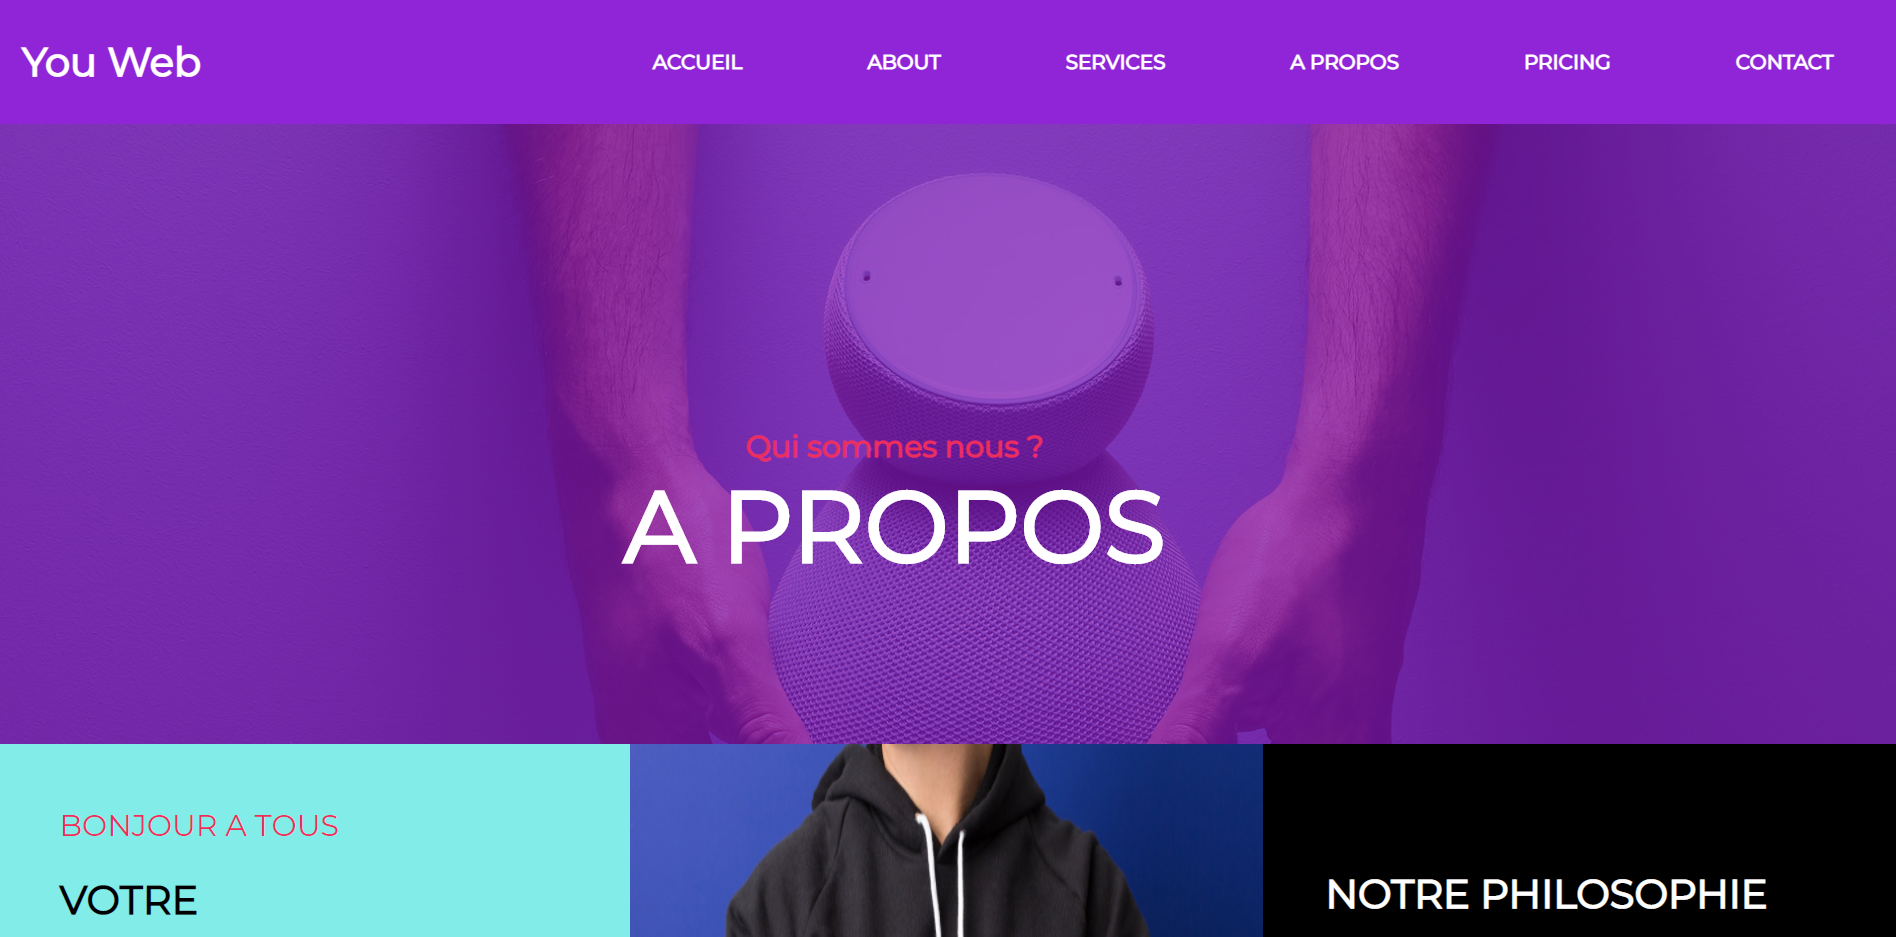 You Web
ACCUEIL ABOUT SERVICES A PROPOS PRICING CONTACT
Qui sommes nous ?
A PROPOS
BONJOUR A TOUS
VOTRE
NOTRE PHILOSOPHIE